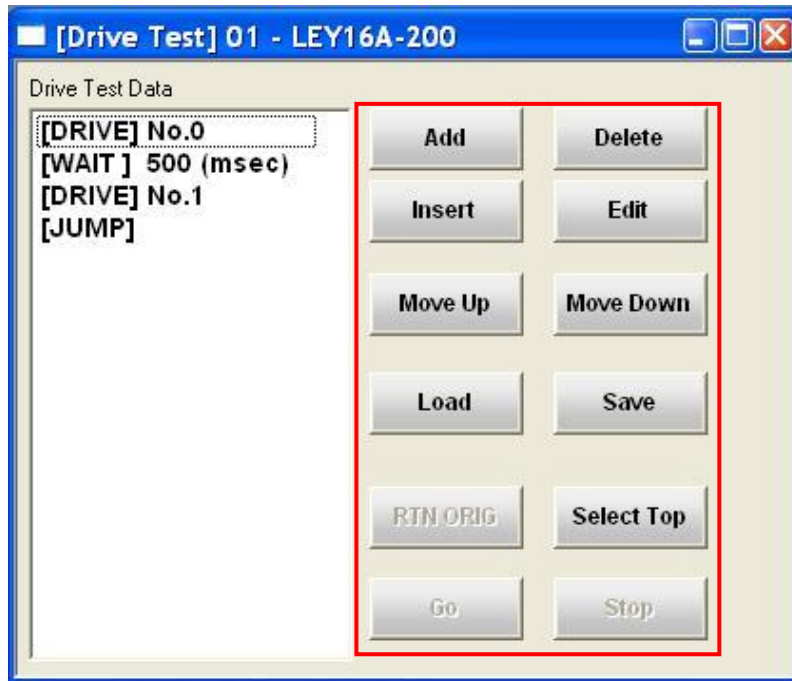 [Drive Test] 01 - LEY16A-200
Drive Test Data
[DRIVE] No.0
[WAIT ] 500 (msec)
[DRIVE] No.1
[JUMP]
Add Delete
Insert Edit
Move Up Move Down
Load Save
RTN ORIG Select Top
Go Stop